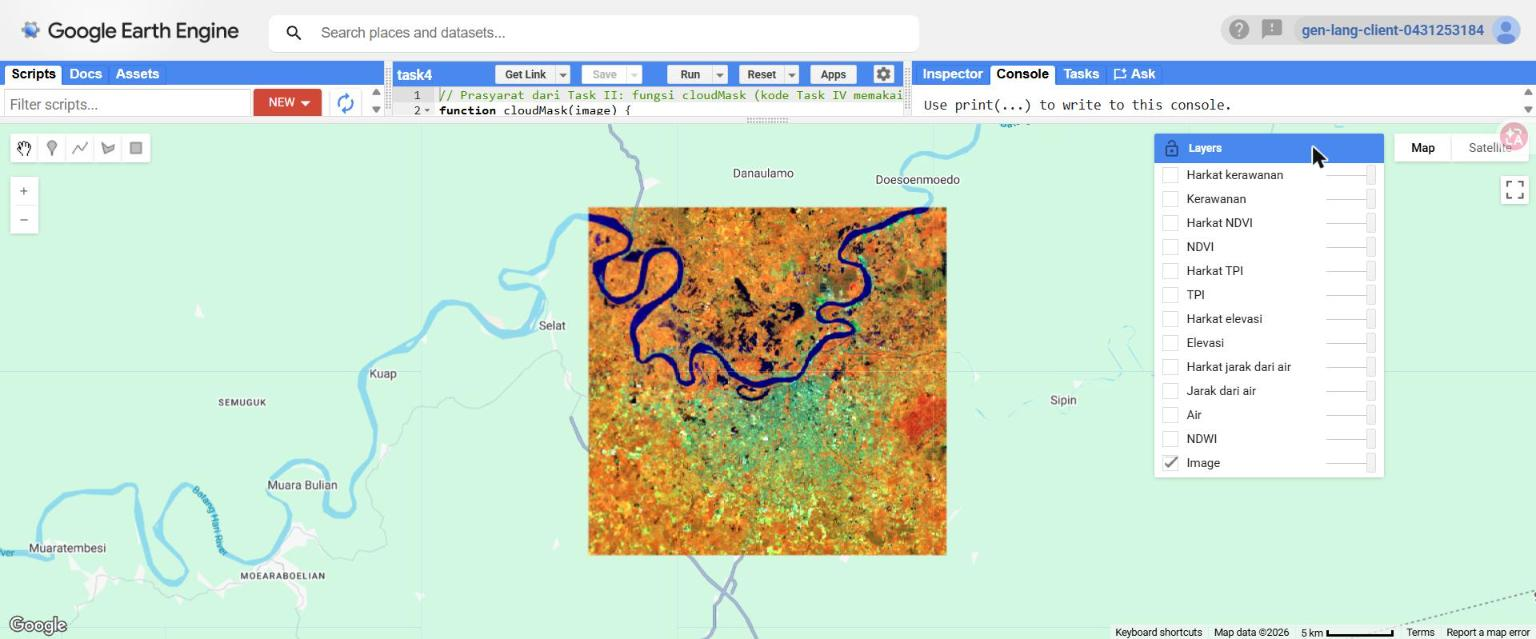 Google Earth Engine
Search places and datasets...
gen-lang-client-0431253184
Scripts Docs Assets
Filter scripts...
NEW
task4
Get Link
Save
Run
Reset
Apps
1 // Prasyarat dari Task II: fungsi cloudMask (kode Task IV memakai
2 function cloudMask(image) {
Inspector Console Tasks Ask
Use print(...) to write to this console.
Danaulamo
Doesoenmoedo
Selat
Kuap
SEMUGUK
Muara Bulian
Batang Hari River
Muaratembesi
MOEARABOELIAN
Sipin
Layers
Harkat kerawanan
Kerawanan
Harkat NDVI
NDVI
Harkat TPI
TPI
Harkat elevasi
Elevasi
Harkat jarak dari air
Jarak dari air
Air
NDWI
Image
Map
Satellite
Google
Keyboard shortcuts
Map data ©2026
5 km
Terms
Report a map error